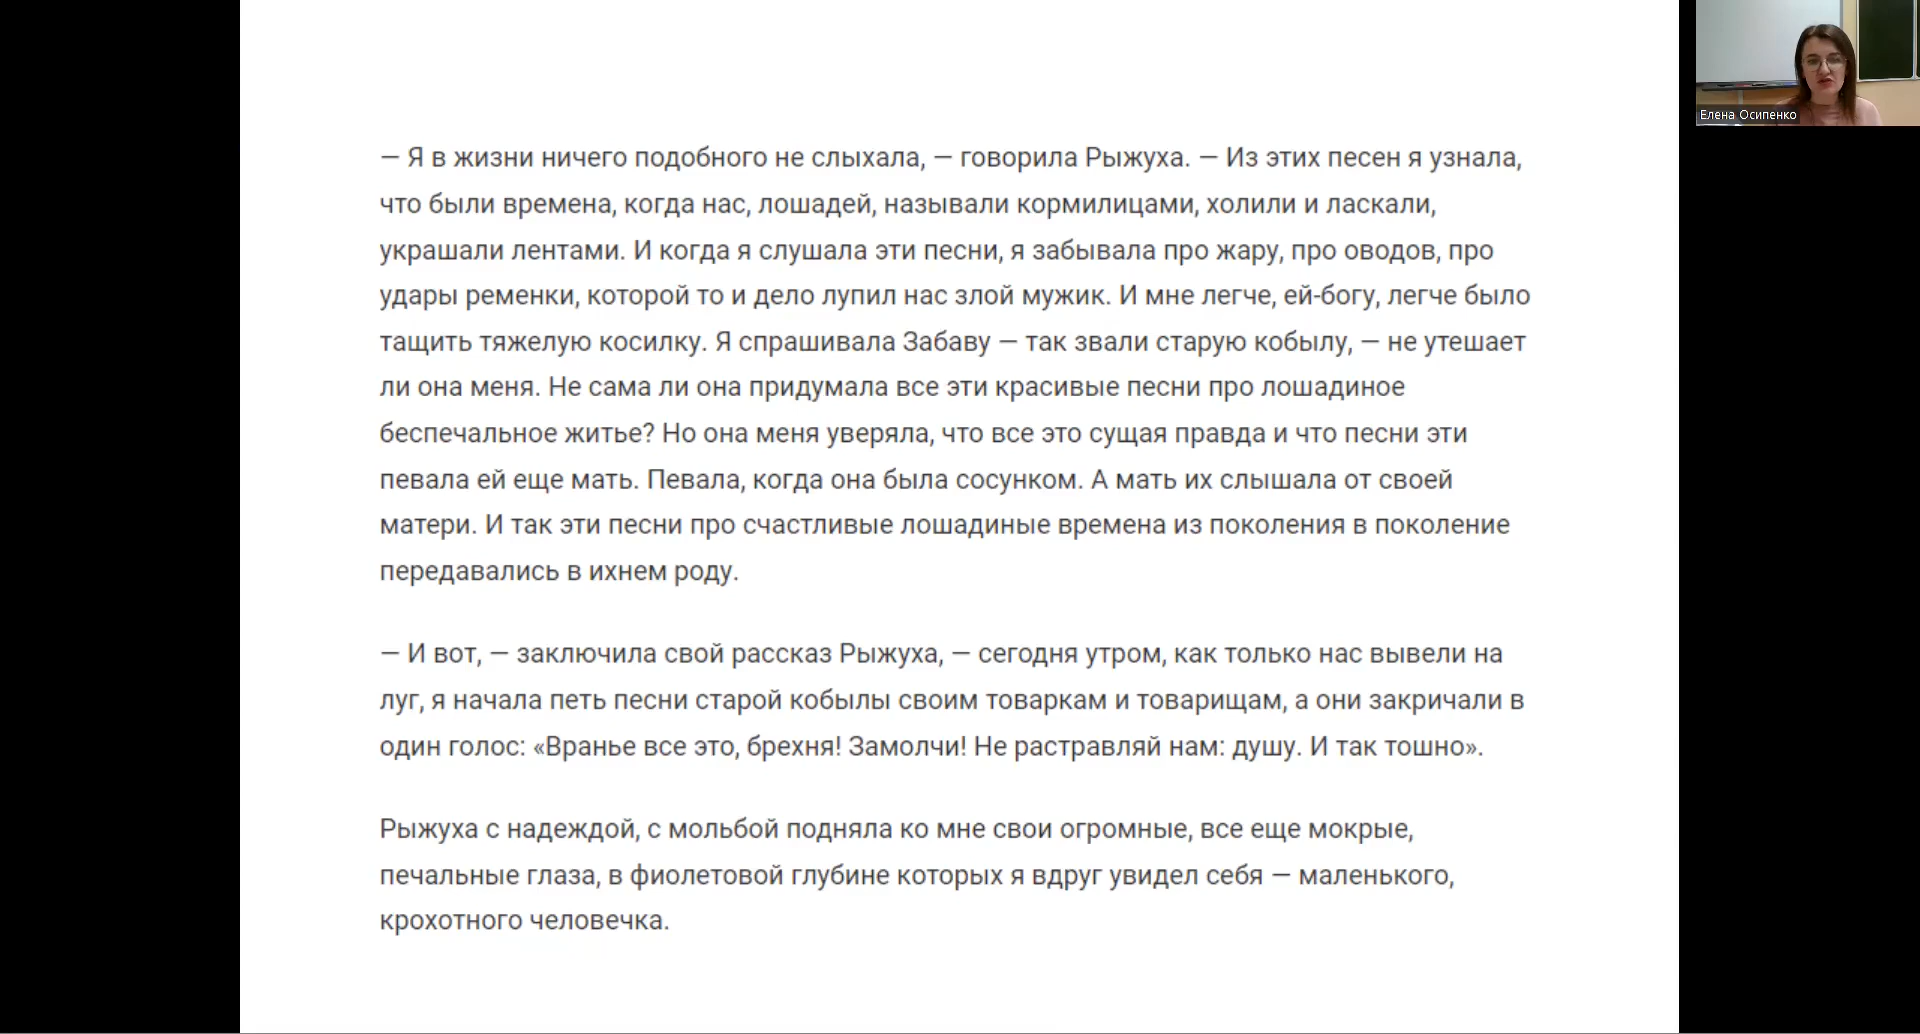 — Я в жизни ничего подобного не слыхала, — говорила Рыжуха. — Из этих песен я узнала,
что были времена, когда нас, лошадей, называли кормилицами, холили и ласкали,
украшали лентами. И когда я слушала эти песни, я забывала про жару, про оводов, про
удары ременки, которой то и дело лупил нас злой мужик. И мне легче, ей-богу, легче было
тащить тяжелую косилку. Я спрашивала Забаву — так звали старую кобылу, — не утешает
ли она меня. Не сама ли она придумала все эти красивые песни про лошадиное
беспечальное житье? Но она меня уверяла, что все это сущая правда и что песни эти
певала ей еще мать. Певала, когда она была сосунком. А мать их слышала от своей
матери. И так эти песни про счастливые лошадиные времена из поколения в поколение
передавались в ихнем роду.
— И вот, — заключила свой рассказ Рыжуха, — сегодня утром, как только нас вывели на
луг, я начала петь песни старой кобылы своим товаркам и товарищам, а они закричали в
один голос: «Вранье все это, брехня! Замолчи! Не растравляй нам: душу. И так тошно».
Рыжуха с надеждой, с мольбой подняла ко мне свои огромные, все еще мокрые,
печальные глаза, в фиолетовой глубине которых я вдруг увидел себя — маленького,
крохотного человечка.
Елена Осипенко